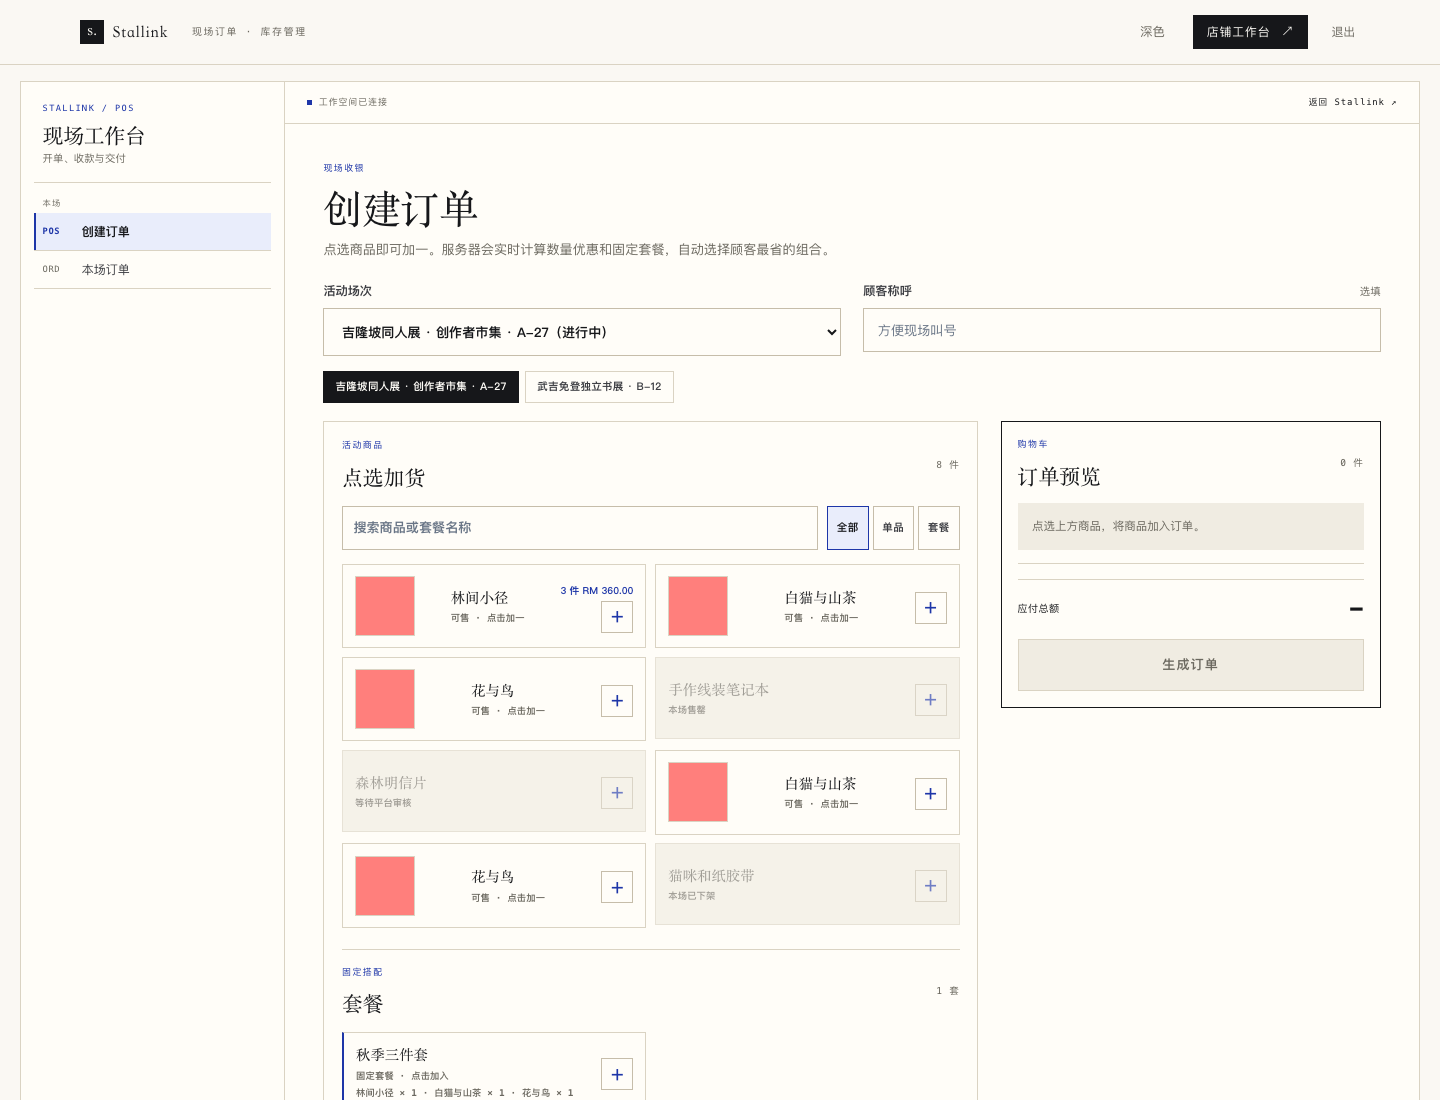 S. Stallink 现场订单 · 库存管理 深色 店铺工作台 ↗ 退出
STALLINK / POS
现场工作台
开单、收款与交付
本场
POS 创建订单
ORD 本场订单
工作空间已连接 返回 Stallink ↗
现场收银
创建订单
点选商品即可加一。服务器会实时计算数量优惠和固定套餐，自动选择顾客最省的组合。
活动场次
吉隆坡同人展 · 创作者市集 · A-27（进行中）
顾客称呼 选填
方便现场叫号
吉隆坡同人展 · 创作者市集 · A-27 武吉免登独立书展 · B-12
活动商品
点选加货
8 件
搜索商品或套餐名称 全部 单品 套餐
林间小径
可售 · 点击加一
3 件 RM 360.00
+
白猫与山茶
可售 · 点击加一
+
花与鸟
可售 · 点击加一
+
手作线装笔记本
本场售罄
+
森林明信片
等待平台审核
+
白猫与山茶
可售 · 点击加一
+
花与鸟
可售 · 点击加一
+
猫咪和纸胶带
本场已下架
+
固定搭配
套餐
1 套
秋季三件套
固定套餐 · 点击加入
林间小径 × 1 · 白猫与山茶 × 1 · 花与鸟 × 1
+
购物车
订单预览
0 件
点选上方商品，将商品加入订单。
应付总额 —
生成订单